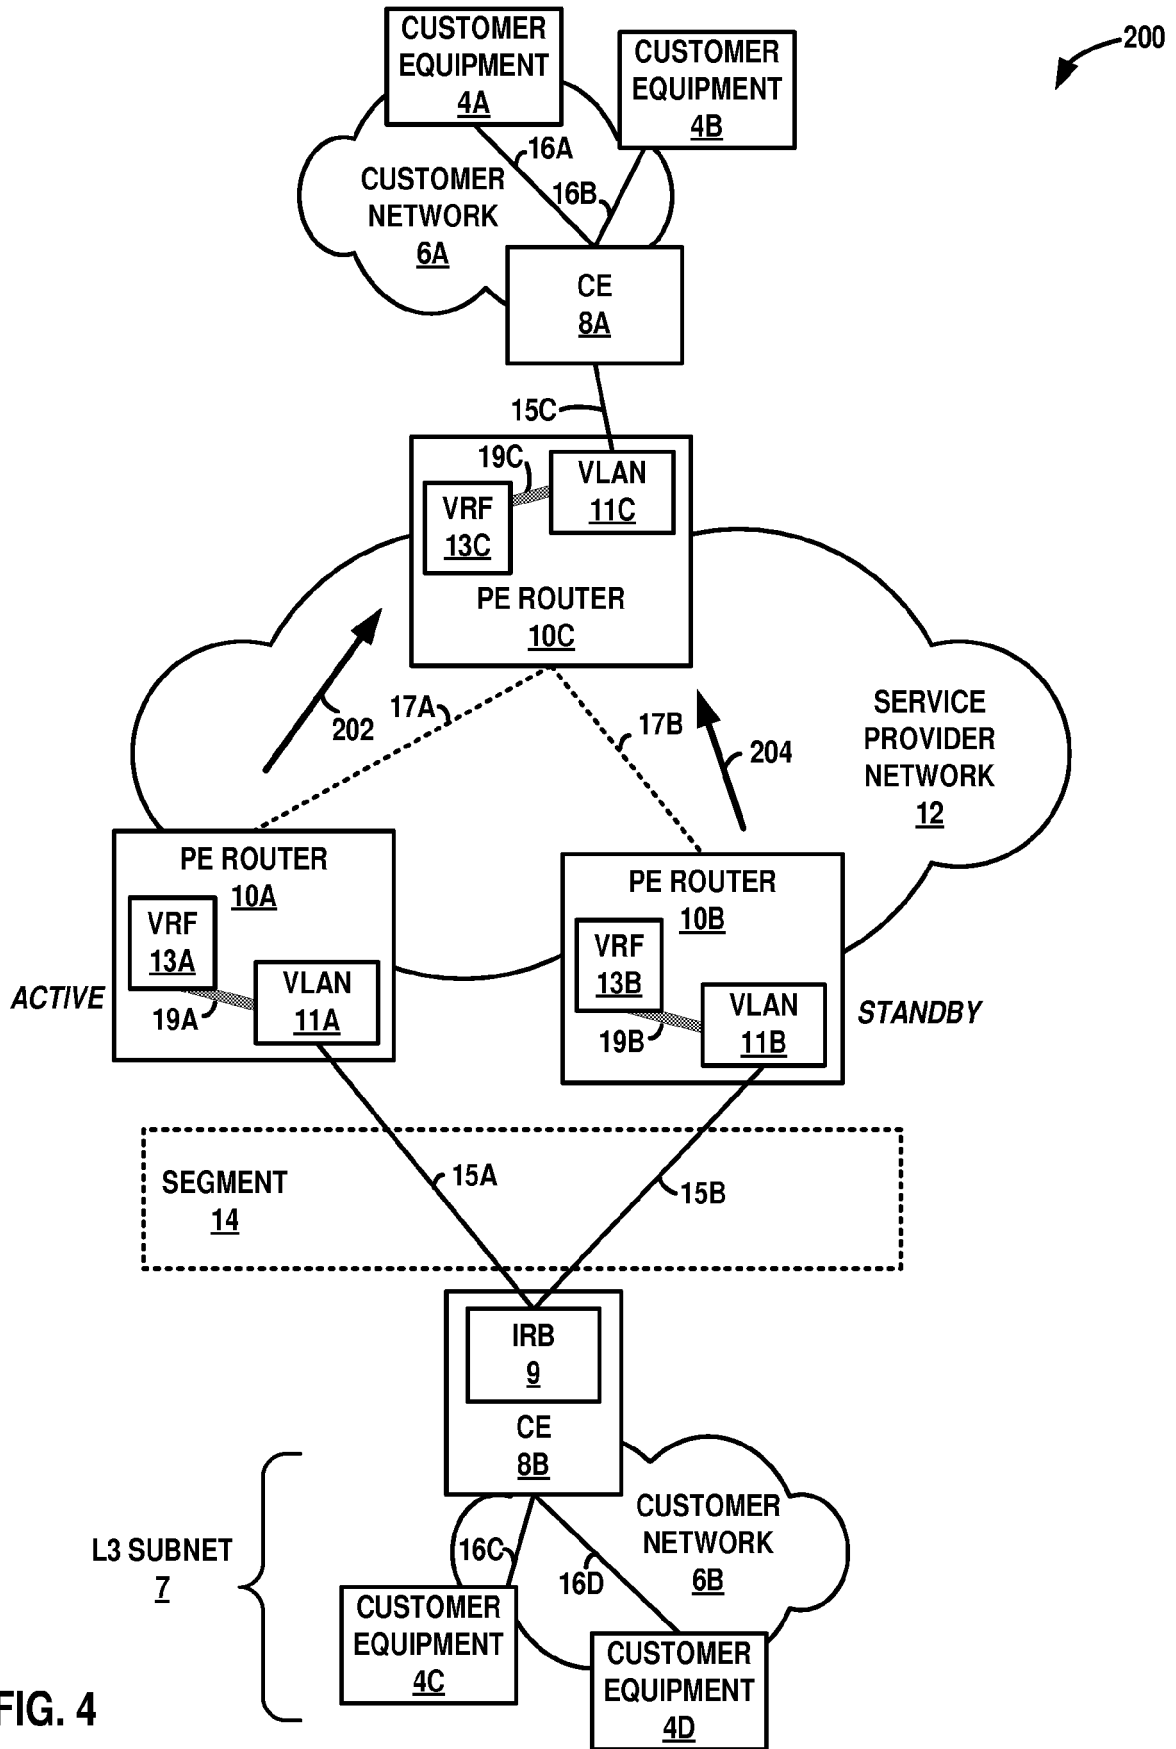 CUSTOMER
EQUIPMENT
4A
CUSTOMER
EQUIPMENT
4B
200
16A
16B
CUSTOMER
NETWORK
6A
CE
8A
15C
19C
VLAN
11C
VRF
13C
PE ROUTER
10C
202
17A
17B
204
SERVICE
PROVIDER
NETWORK
12
PE ROUTER
10A
VRF
13A
VLAN
11A
19A
ACTIVE
PE ROUTER
10B
VRF
13B
VLAN
11B
19B
STANDBY
SEGMENT
14
15A
15B
IRB
9
CE
8B
L3 SUBNET
7
16C
16D
CUSTOMER
NETWORK
6B
CUSTOMER
EQUIPMENT
4C
CUSTOMER
EQUIPMENT
4D
FIG. 4